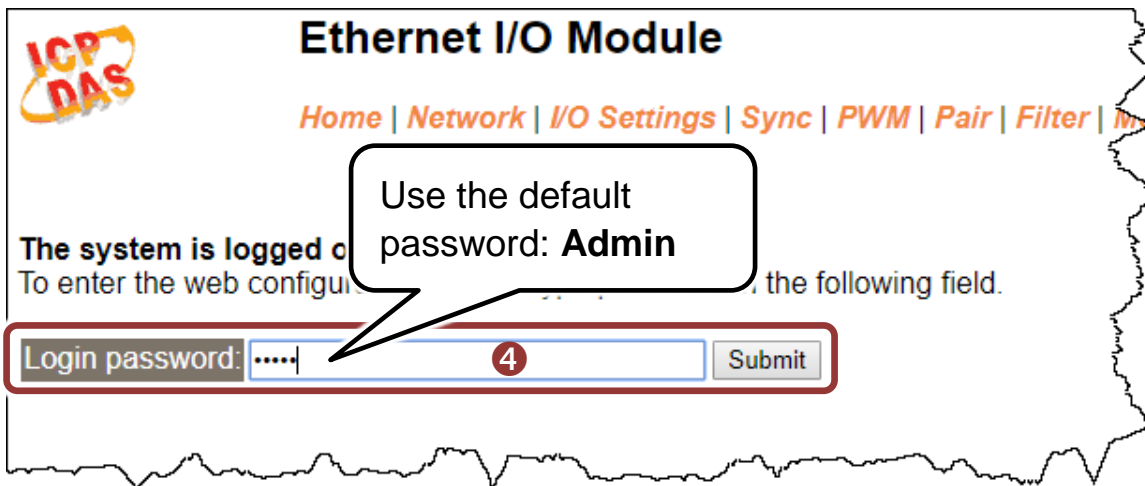 ICP
DAS
Ethernet I/O Module
Home | Network | I/O Settings | Sync | PWM | Pair | Filter |
Use the default
password: Admin
The system is logged
To enter the web the following field.
Login password: ••••• 4 Submit